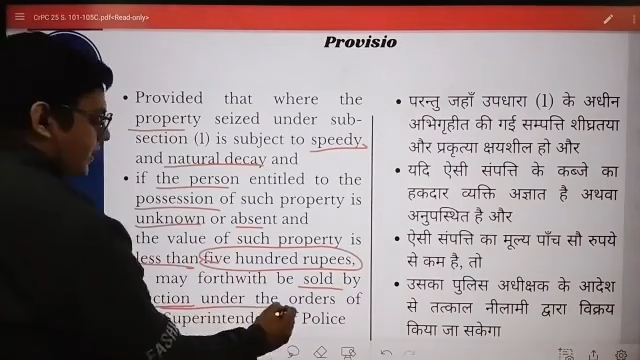 CrPC 25 S. 101-105C.pdf<Read-only>
Provisio
• Provided that where the
property seized under sub-
section (1) is subject to speedy
and natural decay and
• if the person entitled to the
possession of such property is
unknown or absent and
the value of such property is
less than five hundred rupees,
may forthwith be sold by
auction under the orders of
Superintendent Police
• परन्तु जहाँ उपधारा (1) के अधीन
अभिगृहीत की गई सम्पत्ति शीघ्रतया
और प्रकृत्या क्षयशील हो और
• यदि ऐसी संपत्ति के कब्जे का
हकदार व्यक्ति अज्ञात है अथवा
अनुपस्थित है और
• ऐसी संपत्ति का मूल्य पाँच सौ रुपये
से कम है, तो
• उसका पुलिस अधीक्षक के आदेश
से तत्काल नीलामी द्वारा विक्रय
किया जा सकेगा